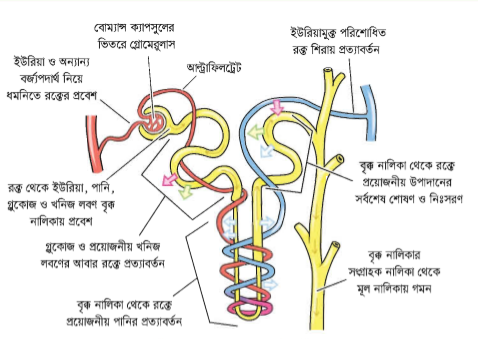 বোম্যান্স ক্যাপসুলের
ভিতরে গ্লোমেরুলাস
ইউরিয়ামুক্ত পরিশোধিত
রক্ত শিরায় প্রত্যাবর্তন
ইউরিয়া ও অন্যান্য
বর্জ্যপদার্থ নিয়ে
ধমনিতে রক্তের প্রবেশ
আল্ট্রাফিলট্রেট
রক্ত থেকে ইউরিয়া, পানি,
গ্লুকোজ ও খনিজ লবণ বৃক্ক
নালিকায় প্রবেশ
বৃক্ক নালিকা থেকে রক্তে
প্রয়োজনীয় উপাদানের
সর্বশেষ শোষণ ও নিঃসরণ
গ্লুকোজ ও প্রয়োজনীয় খনিজ
লবণের আবার রক্তে প্রত্যাবর্তন
বৃক্ক নালিকার
সংগ্রাহক নালিকা থেকে
মূল নালিকায় গমন
বৃক্ক নালিকা থেকে রক্তে
প্রয়োজনীয় পানির প্রত্যাবর্তন